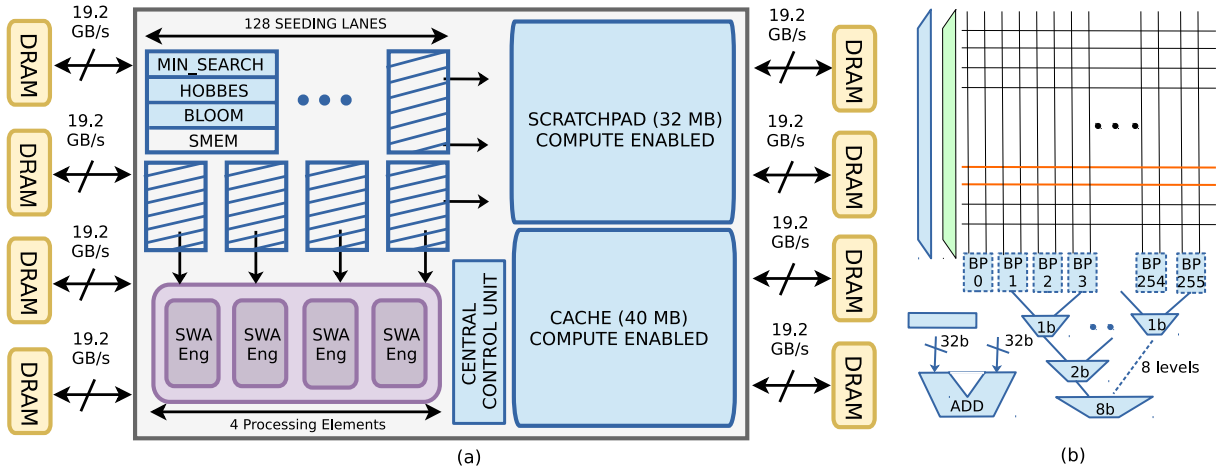 19.2
GB/s
DRAM
19.2
GB/s
DRAM
19.2
GB/s
DRAM
19.2
GB/s
DRAM
128 SEEDING LANES
MIN_SEARCH
HOBBES
BLOOM
SMEM
SWA
Eng
SWA
Eng
SWA
Eng
SWA
Eng
4 Processing Elements
CENTRAL
CONTROL UNIT
SCRATCHPAD (32 MB)
COMPUTE ENABLED
CACHE (40 MB)
COMPUTE ENABLED
19.2
GB/s
DRAM
19.2
GB/s
DRAM
19.2
GB/s
DRAM
19.2
GB/s
DRAM
(a)
BP
0
BP
1
BP
2
BP
3
BP
254
BP
255
1b
1b
32b
32b
2b
8 levels
ADD
8b
(b)